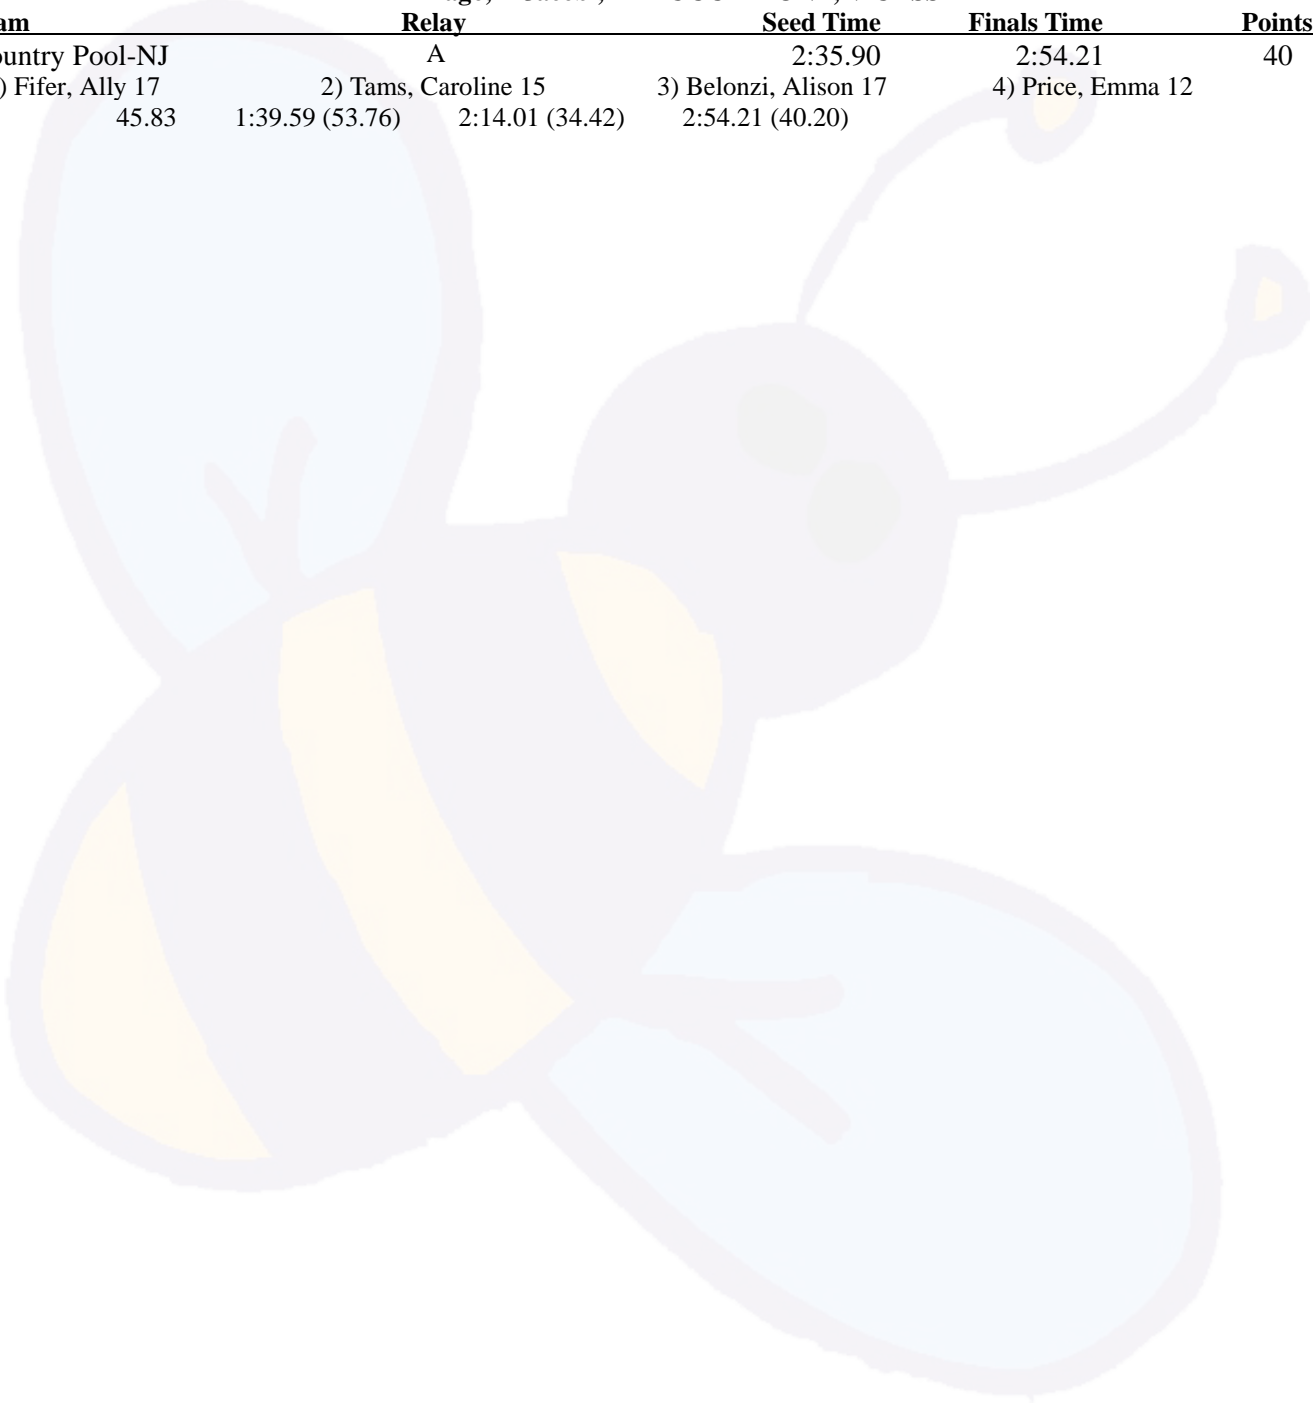 Relay Seed Time Finals Time Points
Pool-NJ A 2:35.90 2:54.21 40
Fifer, Ally 17 2) Tams, Caroline 15 3) Belonzi, Alison 17 4) Price, Emma 12
45.83 1:39.59 (53.76) 2:14.01 (34.42) 2:54.21 (40.20)